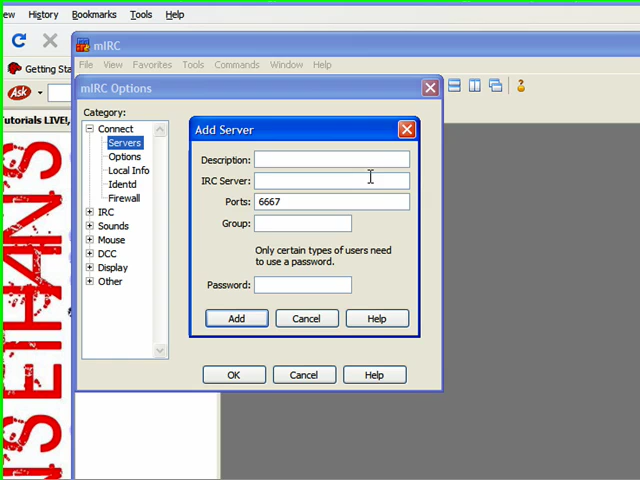 ew History Bookmarks Tools Help
mIRC
Getting Sta
File View Favorites Tools Commands Window Help
mIRC Options
Ask
Category:
utorials LIVE!,
Connect
Servers
Options
Local Info
Identd
Firewall
IRC
Sounds
Mouse
DCC
Display
Other
Add Server
Description:
IRC Server:
Ports: 6667
Group:
Only certain types of users need
to use a password.
Password:
Add Cancel Help
OK Cancel Help
NSETHANS